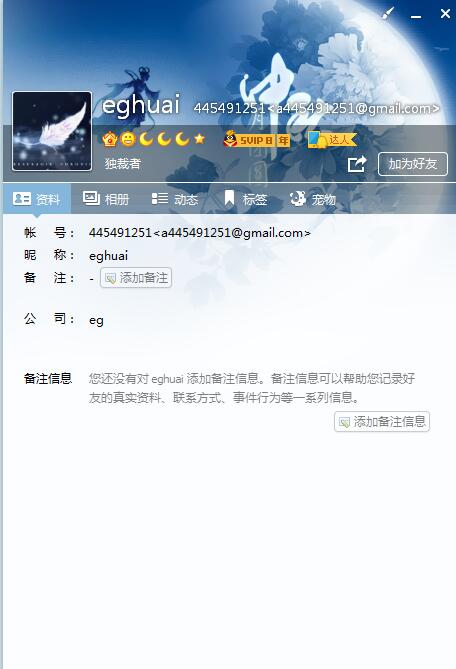 eghuai 445491251<a445491251@gmail.com>
SVIP 8 年 达人
独裁者
加为好友
资料 相册 动态 标签 宠物
帐 号： 445491251<a445491251@gmail.com>
昵 称： eghuai
备 注： - 添加备注
公 司： eg
备注信息 您还没有对 eghuai 添加备注信息。备注信息可以帮助您记录好
友的真实资料、联系方式、事件行为等一系列信息。
添加备注信息